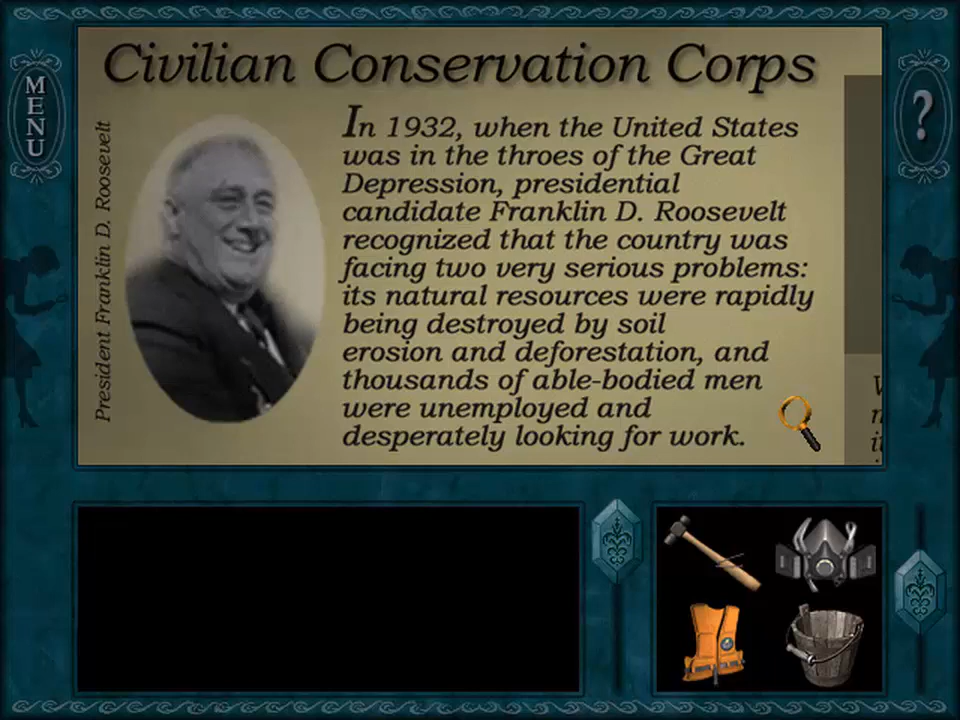 MENU
?
Civilian Conservation Corps
President Franklin D. Roosevelt
In 1932, when the United States
was in the throes of the Great
Depression, presidential
candidate Franklin D. Roosevelt
recognized that the country was
facing two very serious problems:
its natural resources were rapidly
being destroyed by soil
erosion and deforestation, and
thousands of able-bodied men
were unemployed and
desperately looking for work.